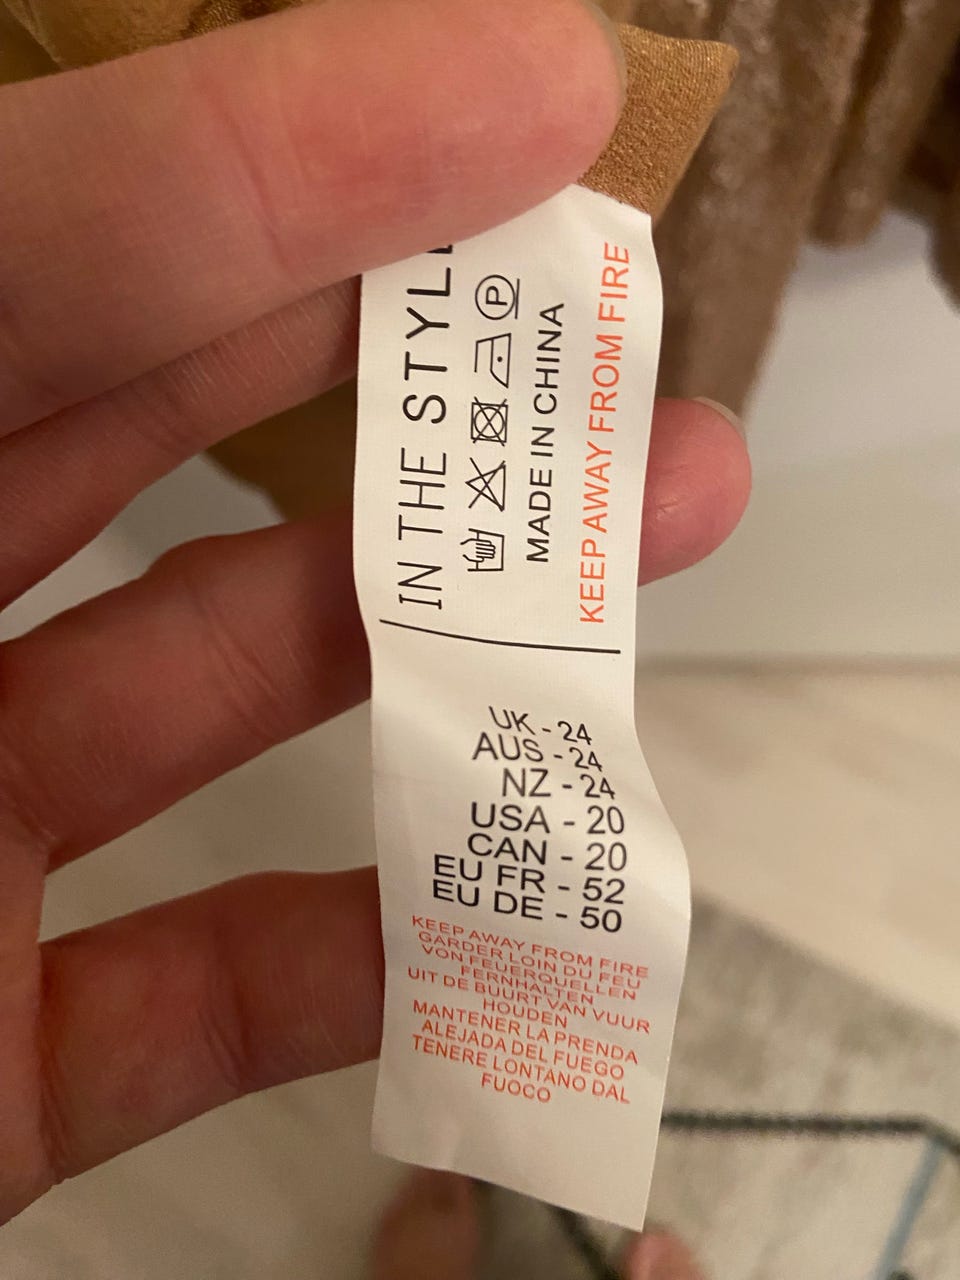 IN THE STYLE
P
MADE IN CHINA
KEEP AWAY FROM FIRE
UK - 24
AUS - 24
NZ - 24
USA - 20
CAN - 20
EU FR - 52
EU DE - 50
KEEP AWAY FROM FIRE
GARDER LOIN DU FEU
VON FEUERQUELLEN
FERNHALTEN
UIT DE BUURT VAN VUUR
HOUDEN
MANTENER LA PRENDA
ALEJADA DEL FUEGO
TENERE LONTANO DAL
FUOCO